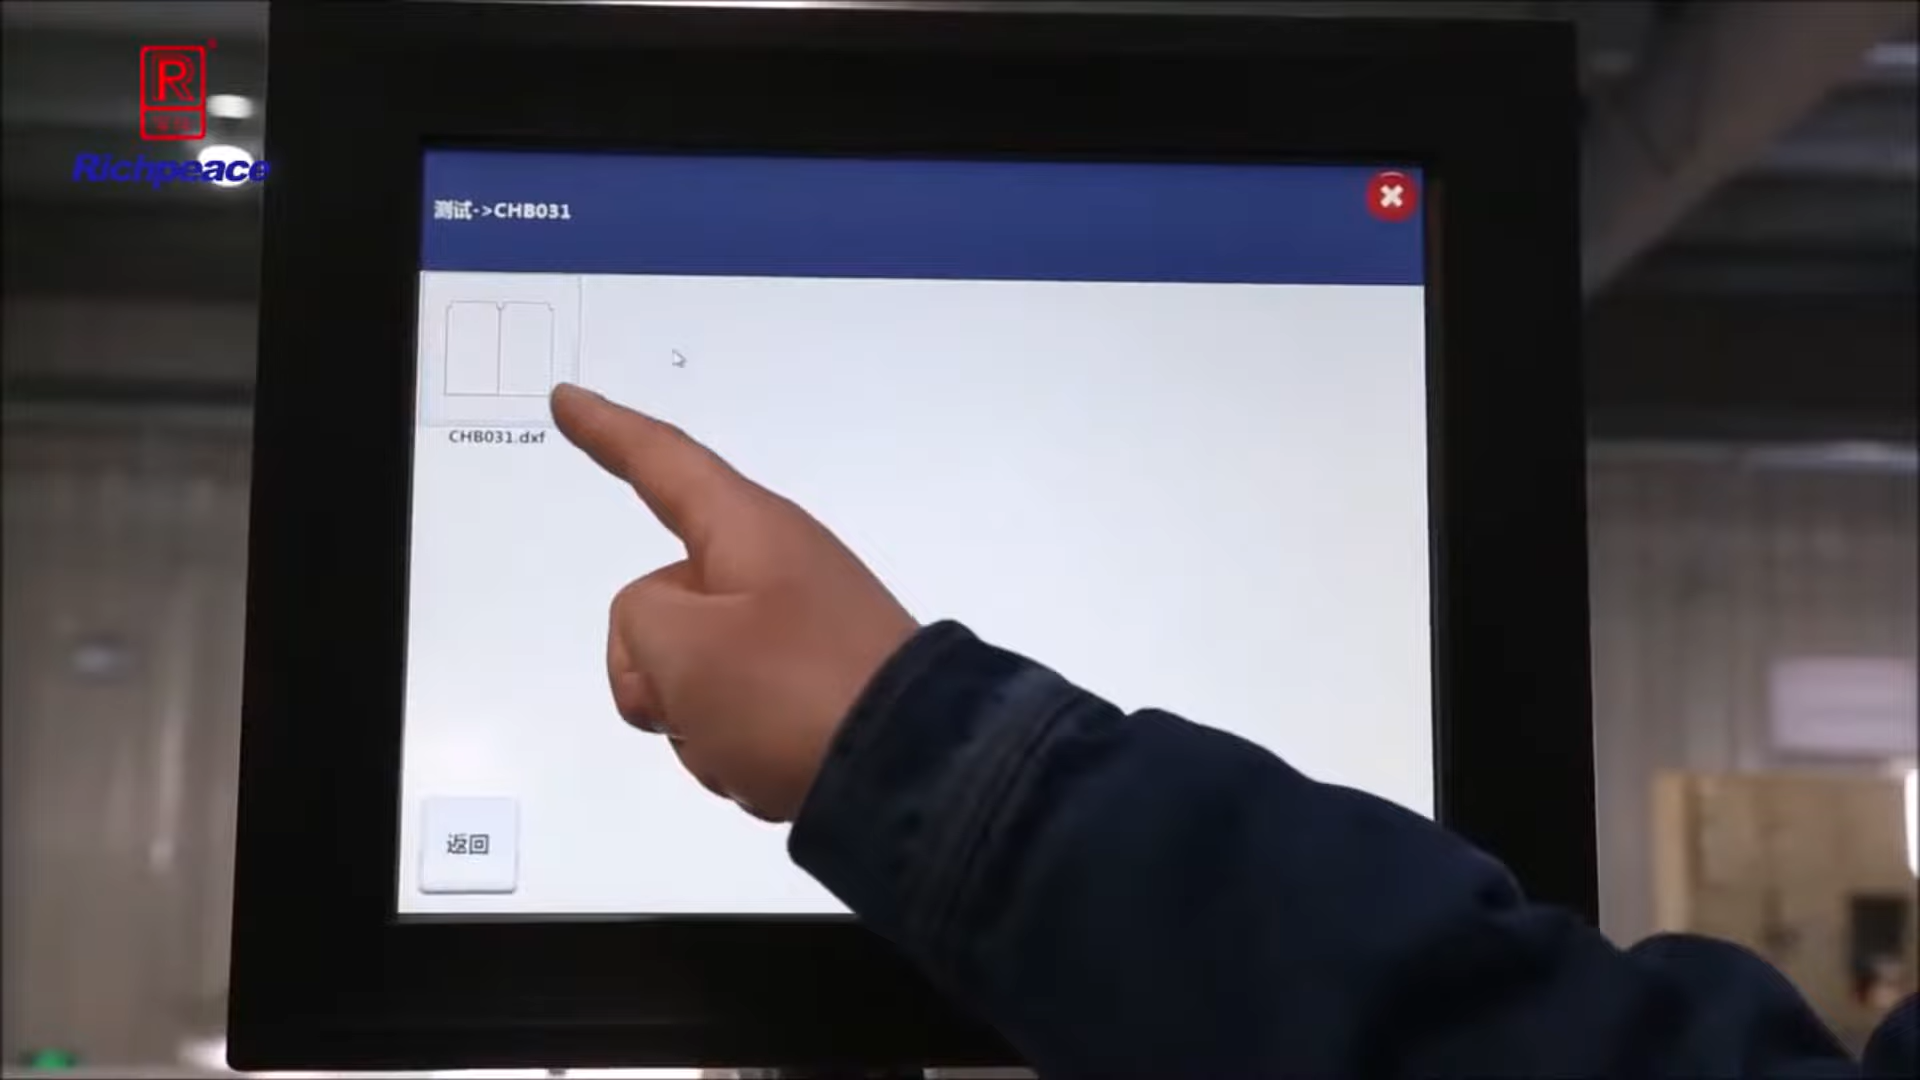 R
Richpeace
测试->CHB031
CHB031.dxf
返回